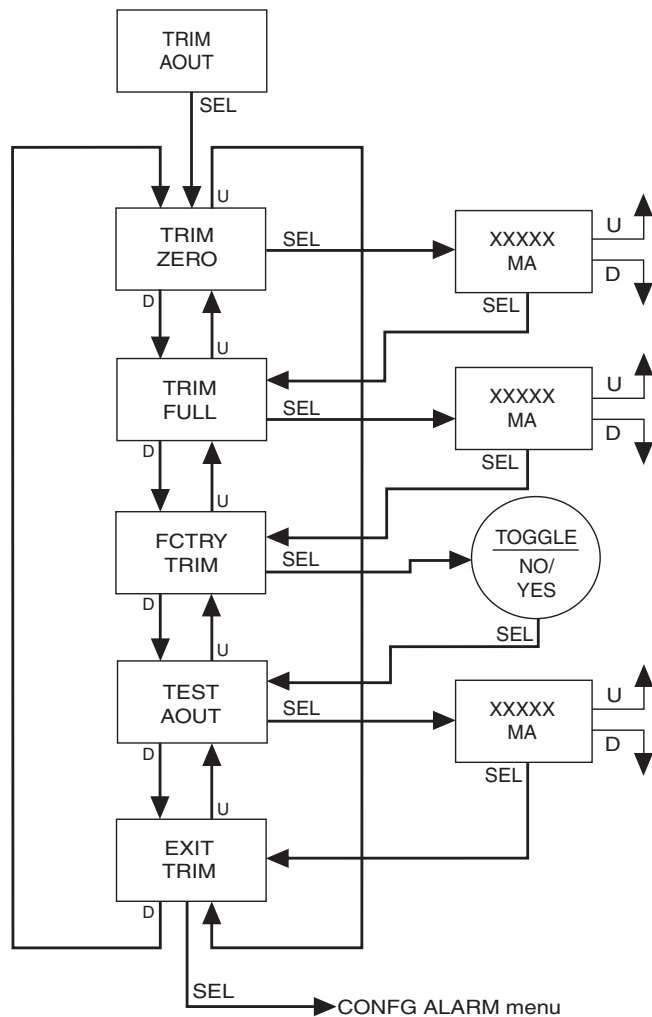 TRIM
AOUT
SEL
U
TRIM
ZERO
SEL
XXXXX
MA
U
D
SEL
D
U
TRIM
FULL
SEL
XXXXX
MA
U
D
SEL
D
U
FCTRY
TRIM
SEL
TOGGLE
NO/
YES
SEL
D
U
TEST
AOUT
SEL
XXXXX
MA
U
D
SEL
D
U
EXIT
TRIM
D
SEL
CONFG ALARM menu